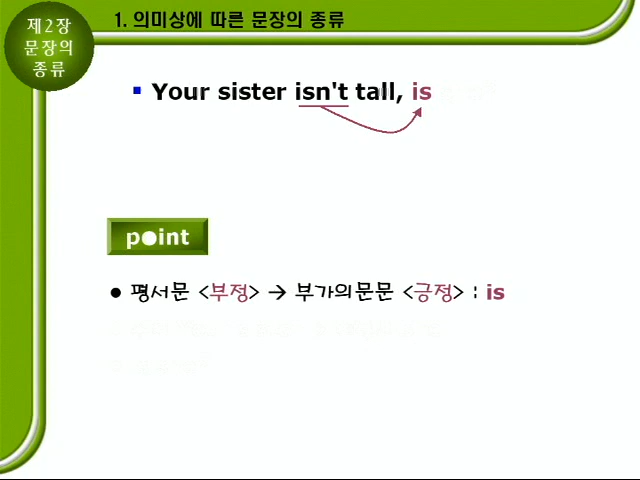 제2장
문장의
종류
1. 의미상에 따른 문장의 종류
Your sister isn't tall, is
point
● 평서문 <부정> → 부가의문문 <긍정> : is